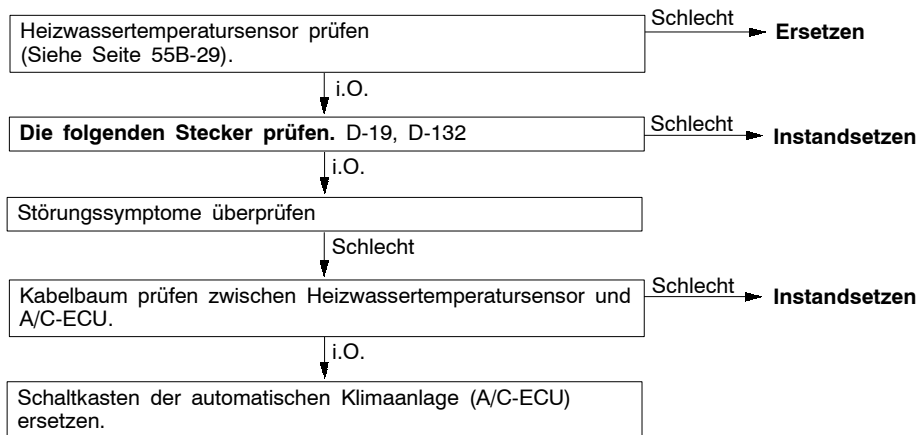 Heizwassertemperatursensor prüfen
(Siehe Seite 55B-29).
Schlecht
Ersetzen
i.O.
Die folgenden Stecker prüfen. D-19, D-132
Schlecht
Instandsetzen
i.O.
Störungssymptome überprüfen
Schlecht
Kabelbaum prüfen zwischen Heizwassertemperatursensor und
A/C-ECU.
Schlecht
Instandsetzen
i.O.
Schaltkasten der automatischen Klimaanlage (A/C-ECU)
ersetzen.